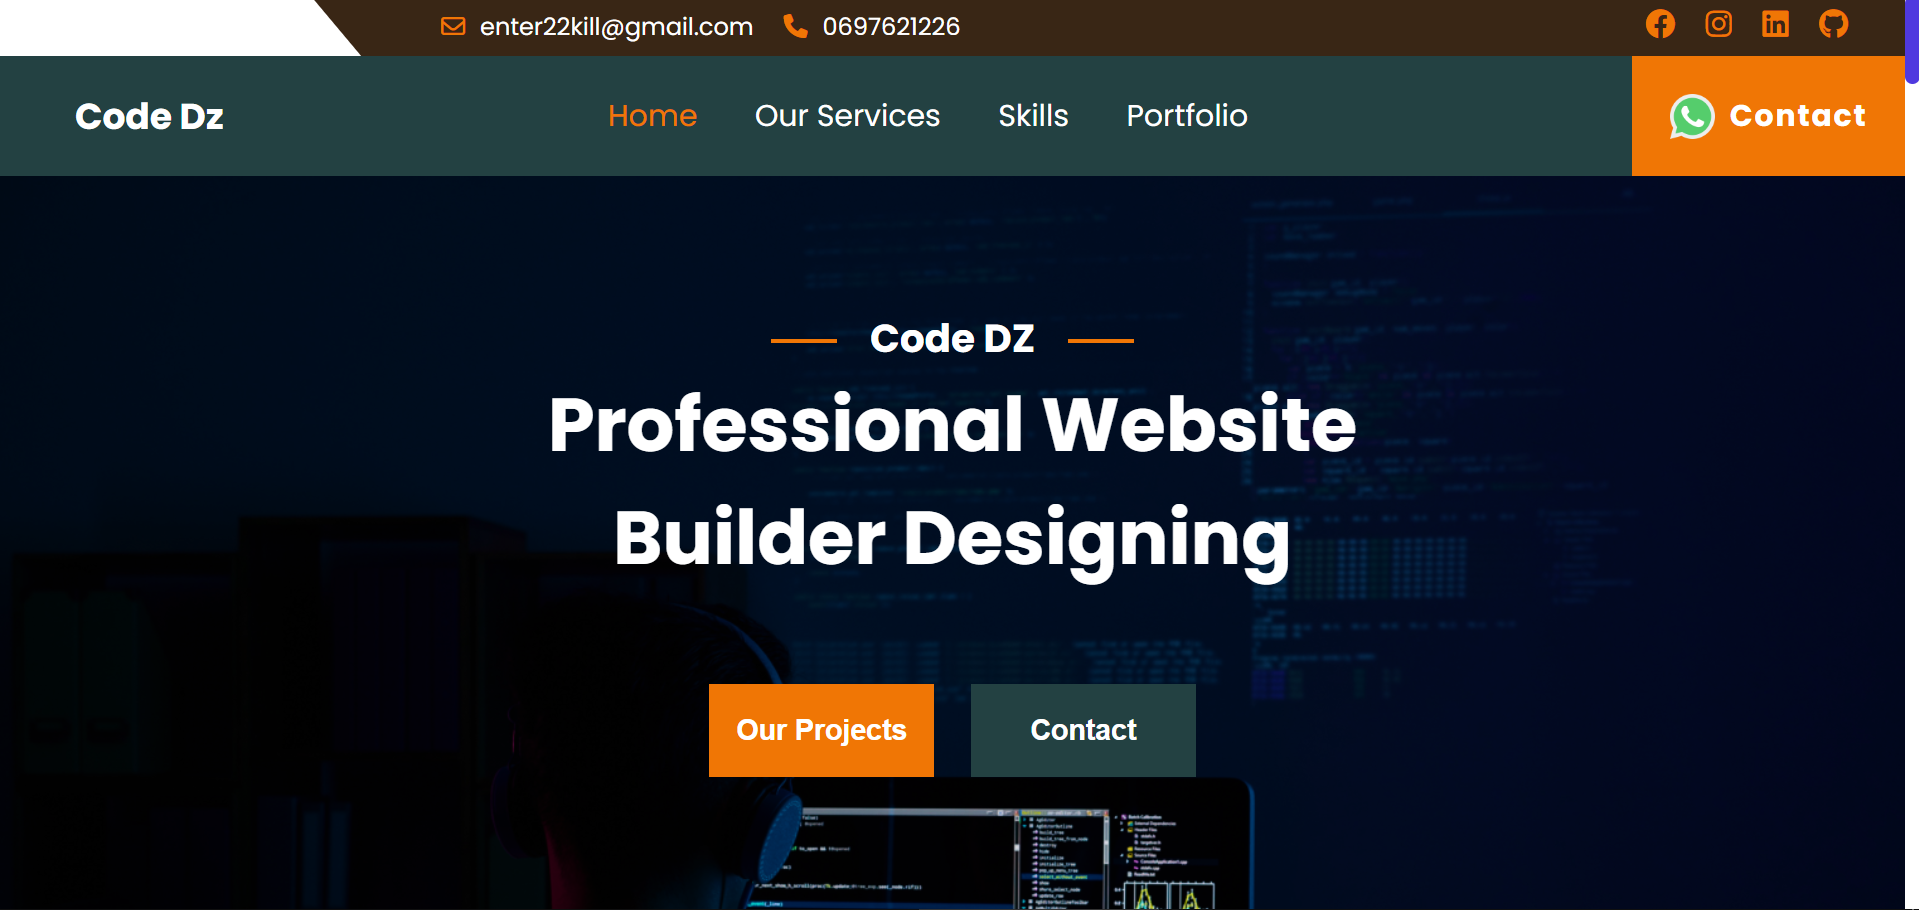 enter22kill@gmail.com 0697621226
Code Dz Home Our Services Skills Portfolio Contact
Code DZ
Professional Website
Builder Designing
Our Projects Contact